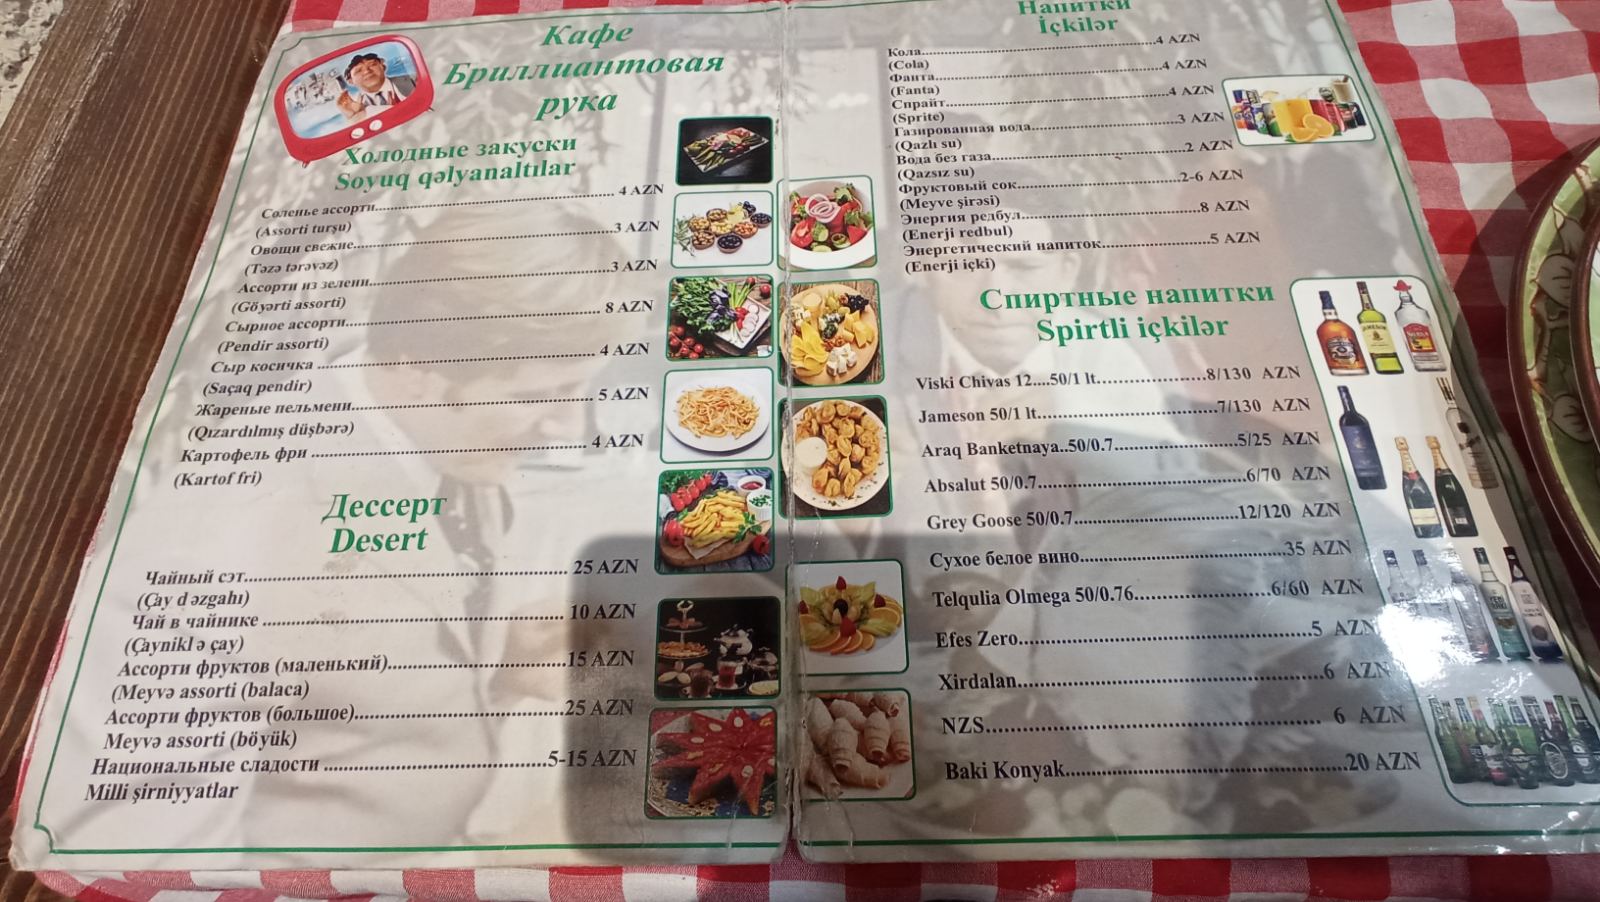 Кафе
Бриллиантовая
рука
Холодные закуски
Soyuq qəlyanaltılar
Соленье ассорти............ 4 AZN
(Assorti turşu)
Овощи свежие............3 AZN
(Təzə tərəvəz)
Ассорти из зелени............3 AZN
(Göyərti assorti)
Сырное ассорти............ 8 AZN
(Pendir assorti)
Сыр косичка ............ 4 AZN
(Saçaq pendir)
Жареные пельмени............ 5 AZN
(Qızardılmış düşbərə)
Картофель фри ............ 4 AZN
(Kartof fri)
Дессерт
Desert
Чайный сэт............ 25 AZN
(Çay d əzgahı)
Чай в чайнике ............ 10 AZN
(Çaynikl ə çay)
Ассорти фруктов (маленький)............15 AZN
(Meyvə assorti (balaca)
Ассорти фруктов (большое)............25 AZN
Meyvə assorti (böyük)
Национальные сладости ............5-15 AZN
Milli şirniyyatlar
Напитки
İçkilər
Кола............4 AZN
(Cola)
Фанта............4 AZN
(Fanta)
Спрайт............4 AZN
(Sprite)
Газированная вода............3 AZN
(Qazlı su)
Вода без газа............2 AZN
(Qazsız su)
Фруктовый сок............2-6 AZN
(Meyve şirəsi)
Энергия редбул............8 AZN
(Enerji redbul)
Энергетический напиток............5 AZN
(Enerji içki)
Спиртные напитки
Spirtli içkilər
Viski Chivas 12....50/1 lt............8/130 AZN
Jameson 50/1 lt............7/130 AZN
Araq Banketnaya..50/0.7............5/25 AZN
Absalut 50/0.7............6/70 AZN
Grey Goose 50/0.7............12/120 AZN
Сухое белое вино............35 AZN
Telqulia Olmega 50/0.76............6/60 AZN
Efes Zero............5 AZN
Xirdalan............6 AZN
NZS............ 6 AZN
Baki Konyak............20 AZN